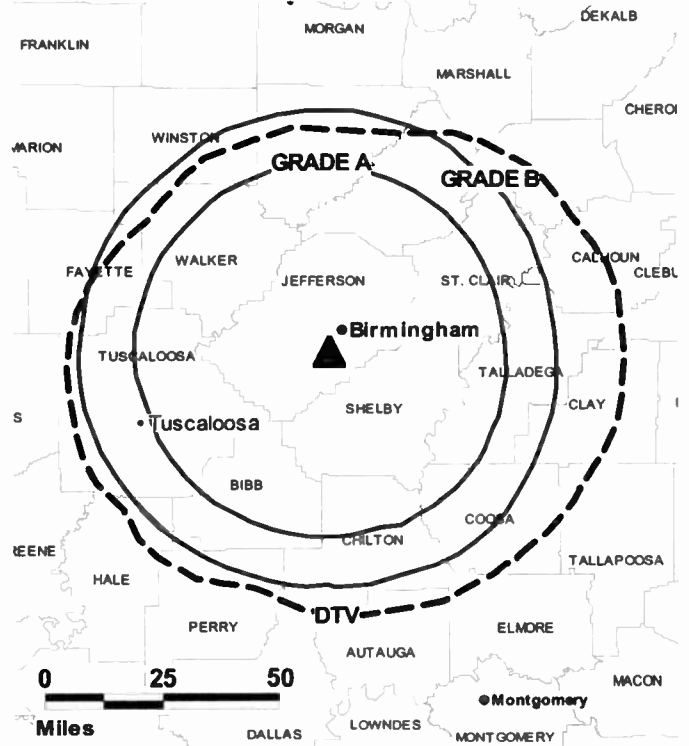 DEKALB
MORGAN
FRANKLIN
MARSHALL
CHERO
MARION
WINSTON
GRADE A
GRADE B
WALKER
CALHOUN
FAYETTE
CLEBU
JEFFERSON
ST. CLAIR
Birmingham
TUSCALOOSA
TALLADEGA
CLAY
SHELBY
S
Tuscaloosa
BIBB
COOSA
CHILTON
REENE
TALLAPOOSA
HALE
DTV
PERRY
ELMORE
AUTAUGA
0 25 50
MACON
Montgomery
Miles
LOWNDES
DALLAS
MONTGOMERY